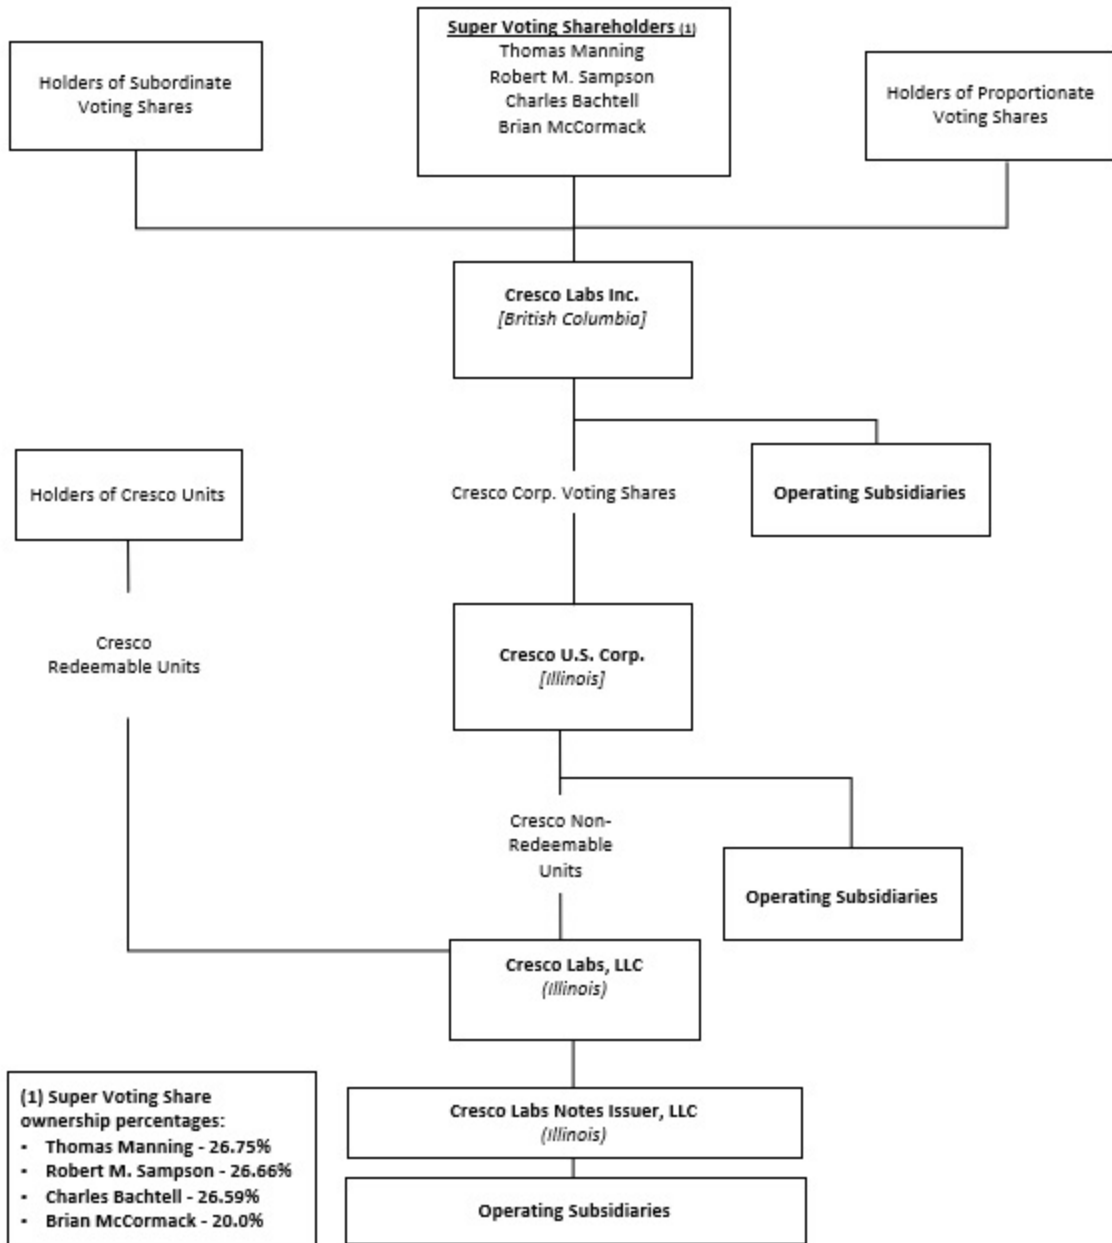 Super Voting Shareholders (1)
Thomas Manning
Robert M. Sampson
Charles Bachtell
Brian McCormack
Holders of Subordinate
Voting Shares
Holders of Proportionate
Voting Shares
Cresco Labs Inc.
[British Columbia]
Holders of Cresco Units
Cresco Corp. Voting Shares
Operating Subsidiaries
Cresco
Redeemable Units
Cresco U.S. Corp.
[Illinois]
Cresco Non-
Redeemable
Units
Operating Subsidiaries
Cresco Labs, LLC
(Illinois)
(1) Super Voting Share
ownership percentages:
- Thomas Manning - 26.75%
- Robert M. Sampson - 26.66%
- Charles Bachtell - 26.59%
- Brian McCormack - 20.0%
Cresco Labs Notes Issuer, LLC
(Illinois)
Operating Subsidiaries